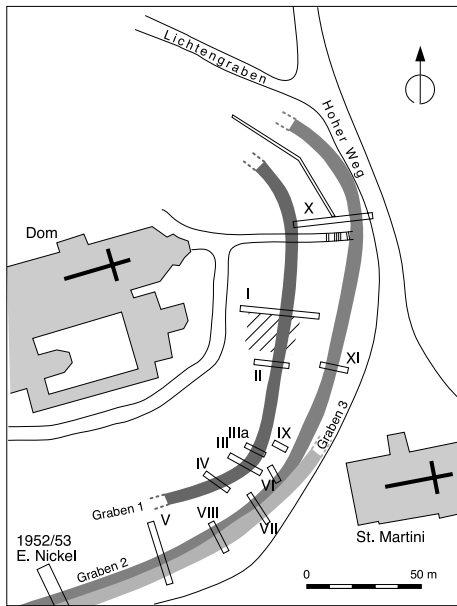 Lichtengraben
Hoher Weg
X
Dom
I
XI
II
Graben 3
IIIa
IX
III
IV
VI
Graben 1
V
VIII
VII
St. Martini
1952/53
E. Nickel
Graben 2
0 50 m